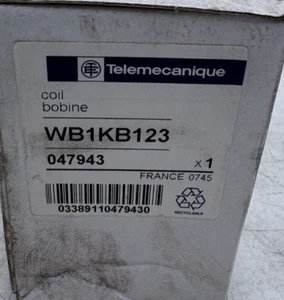 Telemecanique
coil
bobine
WB1KB123
047943 x 1
FRANCE 0745
03389110479430
RECYCLABLE